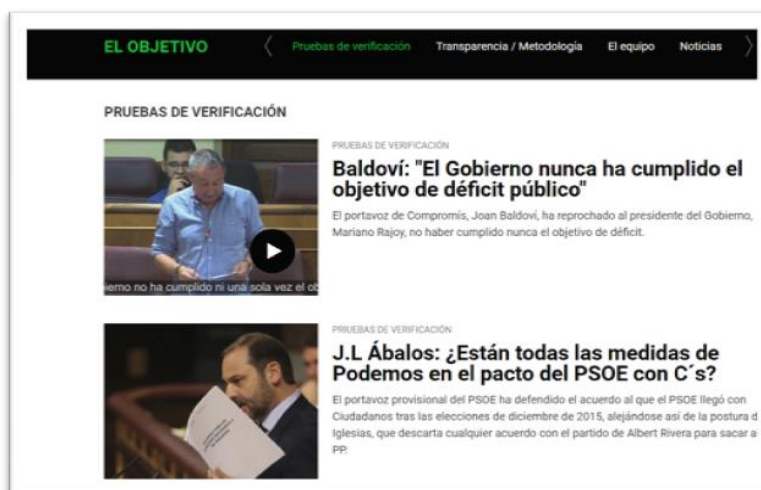 EL OBJETIVO
Pruebas de verificación
Transparencia / Metodología
El equipo
Noticias
PRUEBAS DE VERIFICACIÓN
PRUEBAS DE VERIFICACIÓN
Baldoví: "El Gobierno nunca ha cumplido el
objetivo de déficit público"
El portavoz de Compromís, Joan Baldoví, ha reprochado al presidente del Gobierno,
Mariano Rajoy, no haber cumplido nunca el objetivo de déficit.
ierno no ha cumplido ni una sola vez el ob
PRUEBAS DE VERIFICACIÓN
J.L Ábalos: ¿Están todas las medidas de
Podemos en el pacto del PSOE con C´s?
El portavoz provisional del PSOE ha defendido el acuerdo al que el PSOE llegó con
Ciudadanos tras las elecciones de diciembre de 2015, alejándose así de la postura d
Iglesias, que descarta cualquier acuerdo con el partido de Albert Rivera para sacar a
PP.